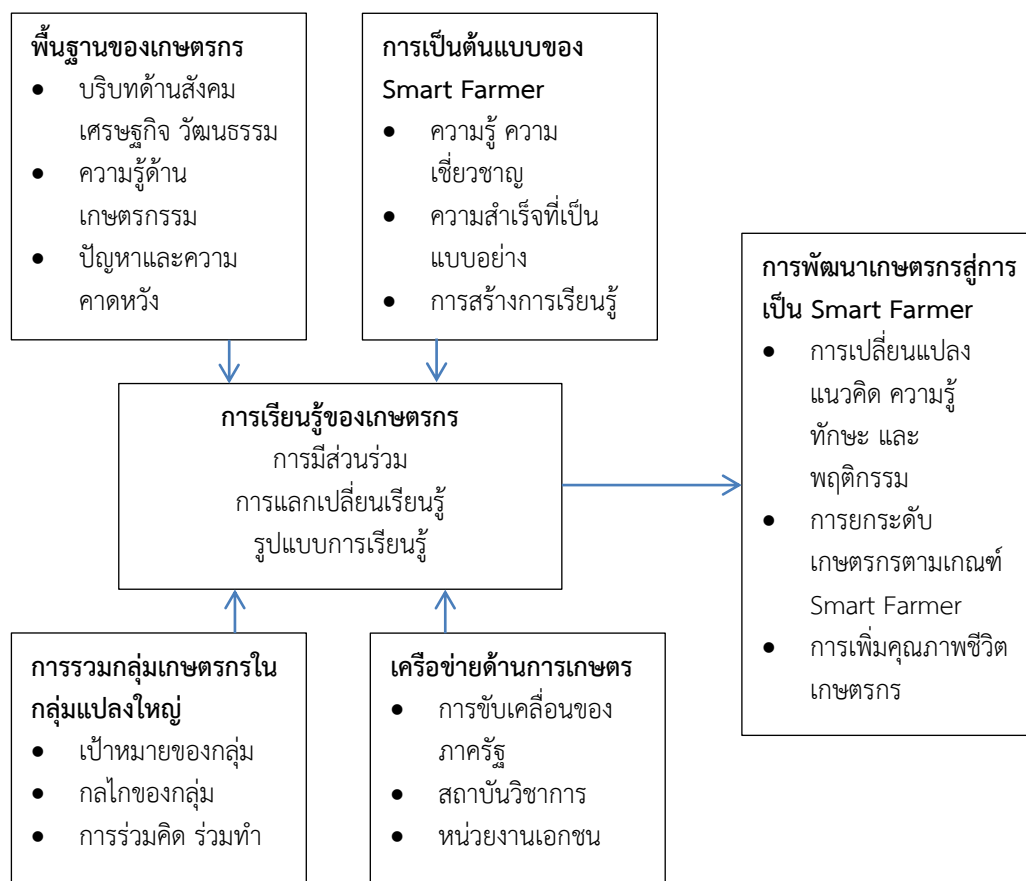 พื้นฐานของเกษตรกร
● บริบทด้านสังคม
เศรษฐกิจ วัฒนธรรม
● ความรู้ด้าน
เกษตรกรรม
● ปัญหาและความ
คาดหวัง
การเป็นต้นแบบของ
Smart Farmer
● ความรู้ ความ
เชี่ยวชาญ
● ความสำเร็จที่เป็น
แบบอย่าง
● การสร้างการเรียนรู้
การเรียนรู้ของเกษตรกร
การมีส่วนร่วม
การแลกเปลี่ยนเรียนรู้
รูปแบบการเรียนรู้
การรวมกลุ่มเกษตรกรใน
กลุ่มแปลงใหญ่
● เป้าหมายของกลุ่ม
● กลไกของกลุ่ม
● การร่วมคิด ร่วมทำ
เครือข่ายด้านการเกษตร
● การขับเคลื่อนของ
ภาครัฐ
● สถาบันวิชาการ
● หน่วยงานเอกชน
การพัฒนาเกษตรกรสู่การ
เป็น Smart Farmer
● การเปลี่ยนแปลง
แนวคิด ความรู้
ทักษะ และ
พฤติกรรม
● การยกระดับ
เกษตรกรตามเกณฑ์
Smart Farmer
● การเพิ่มคุณภาพชีวิต
เกษตรกร